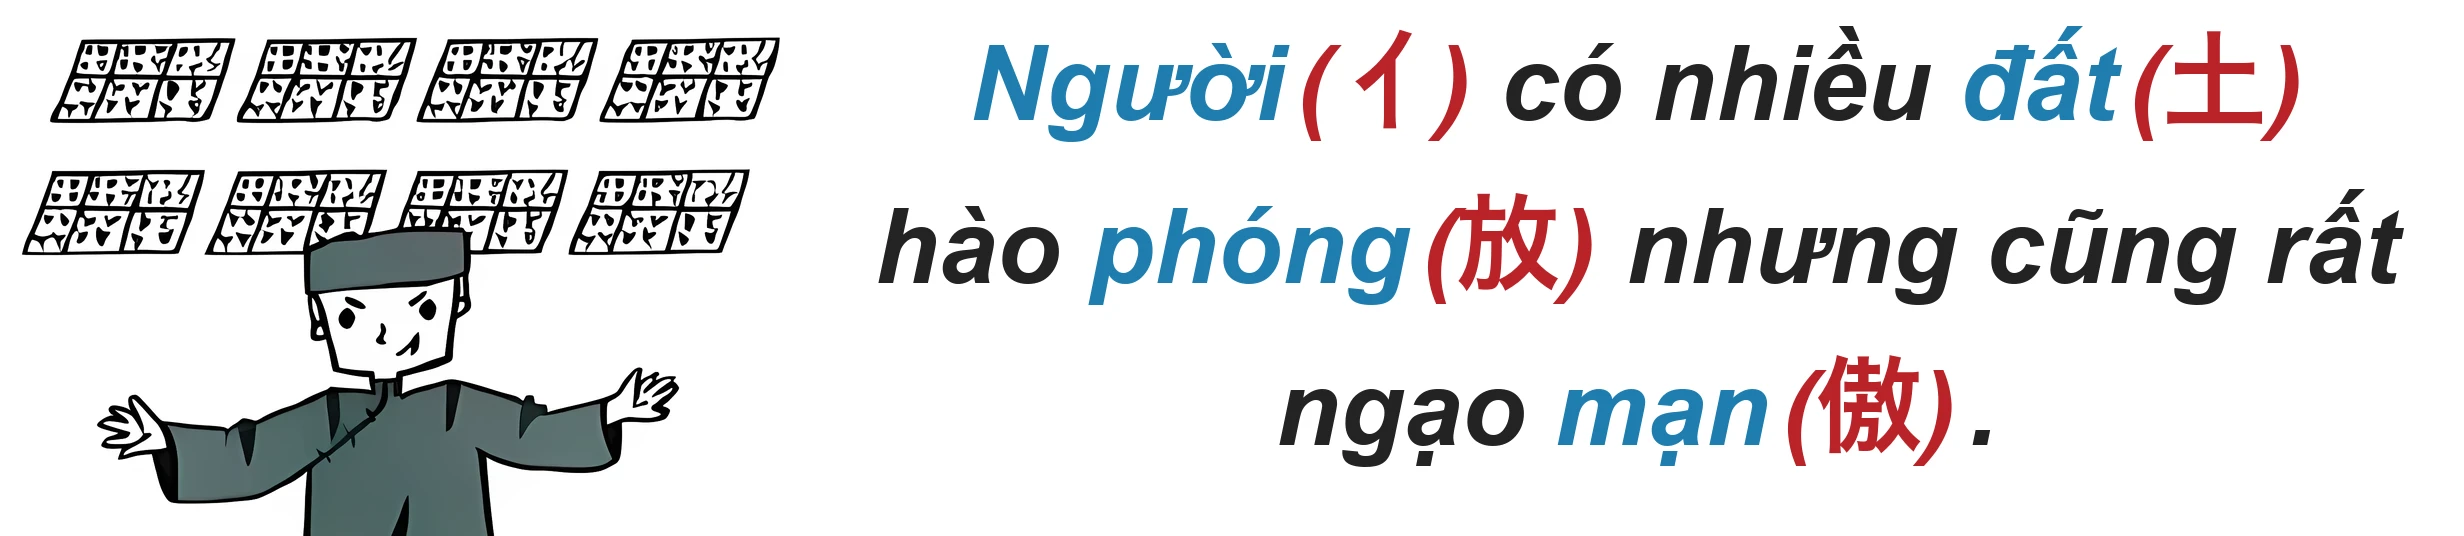 Người (亻) có nhiều đất (土)
hào phóng (放) nhưng cũng rất
ngạo mạn (傲) .